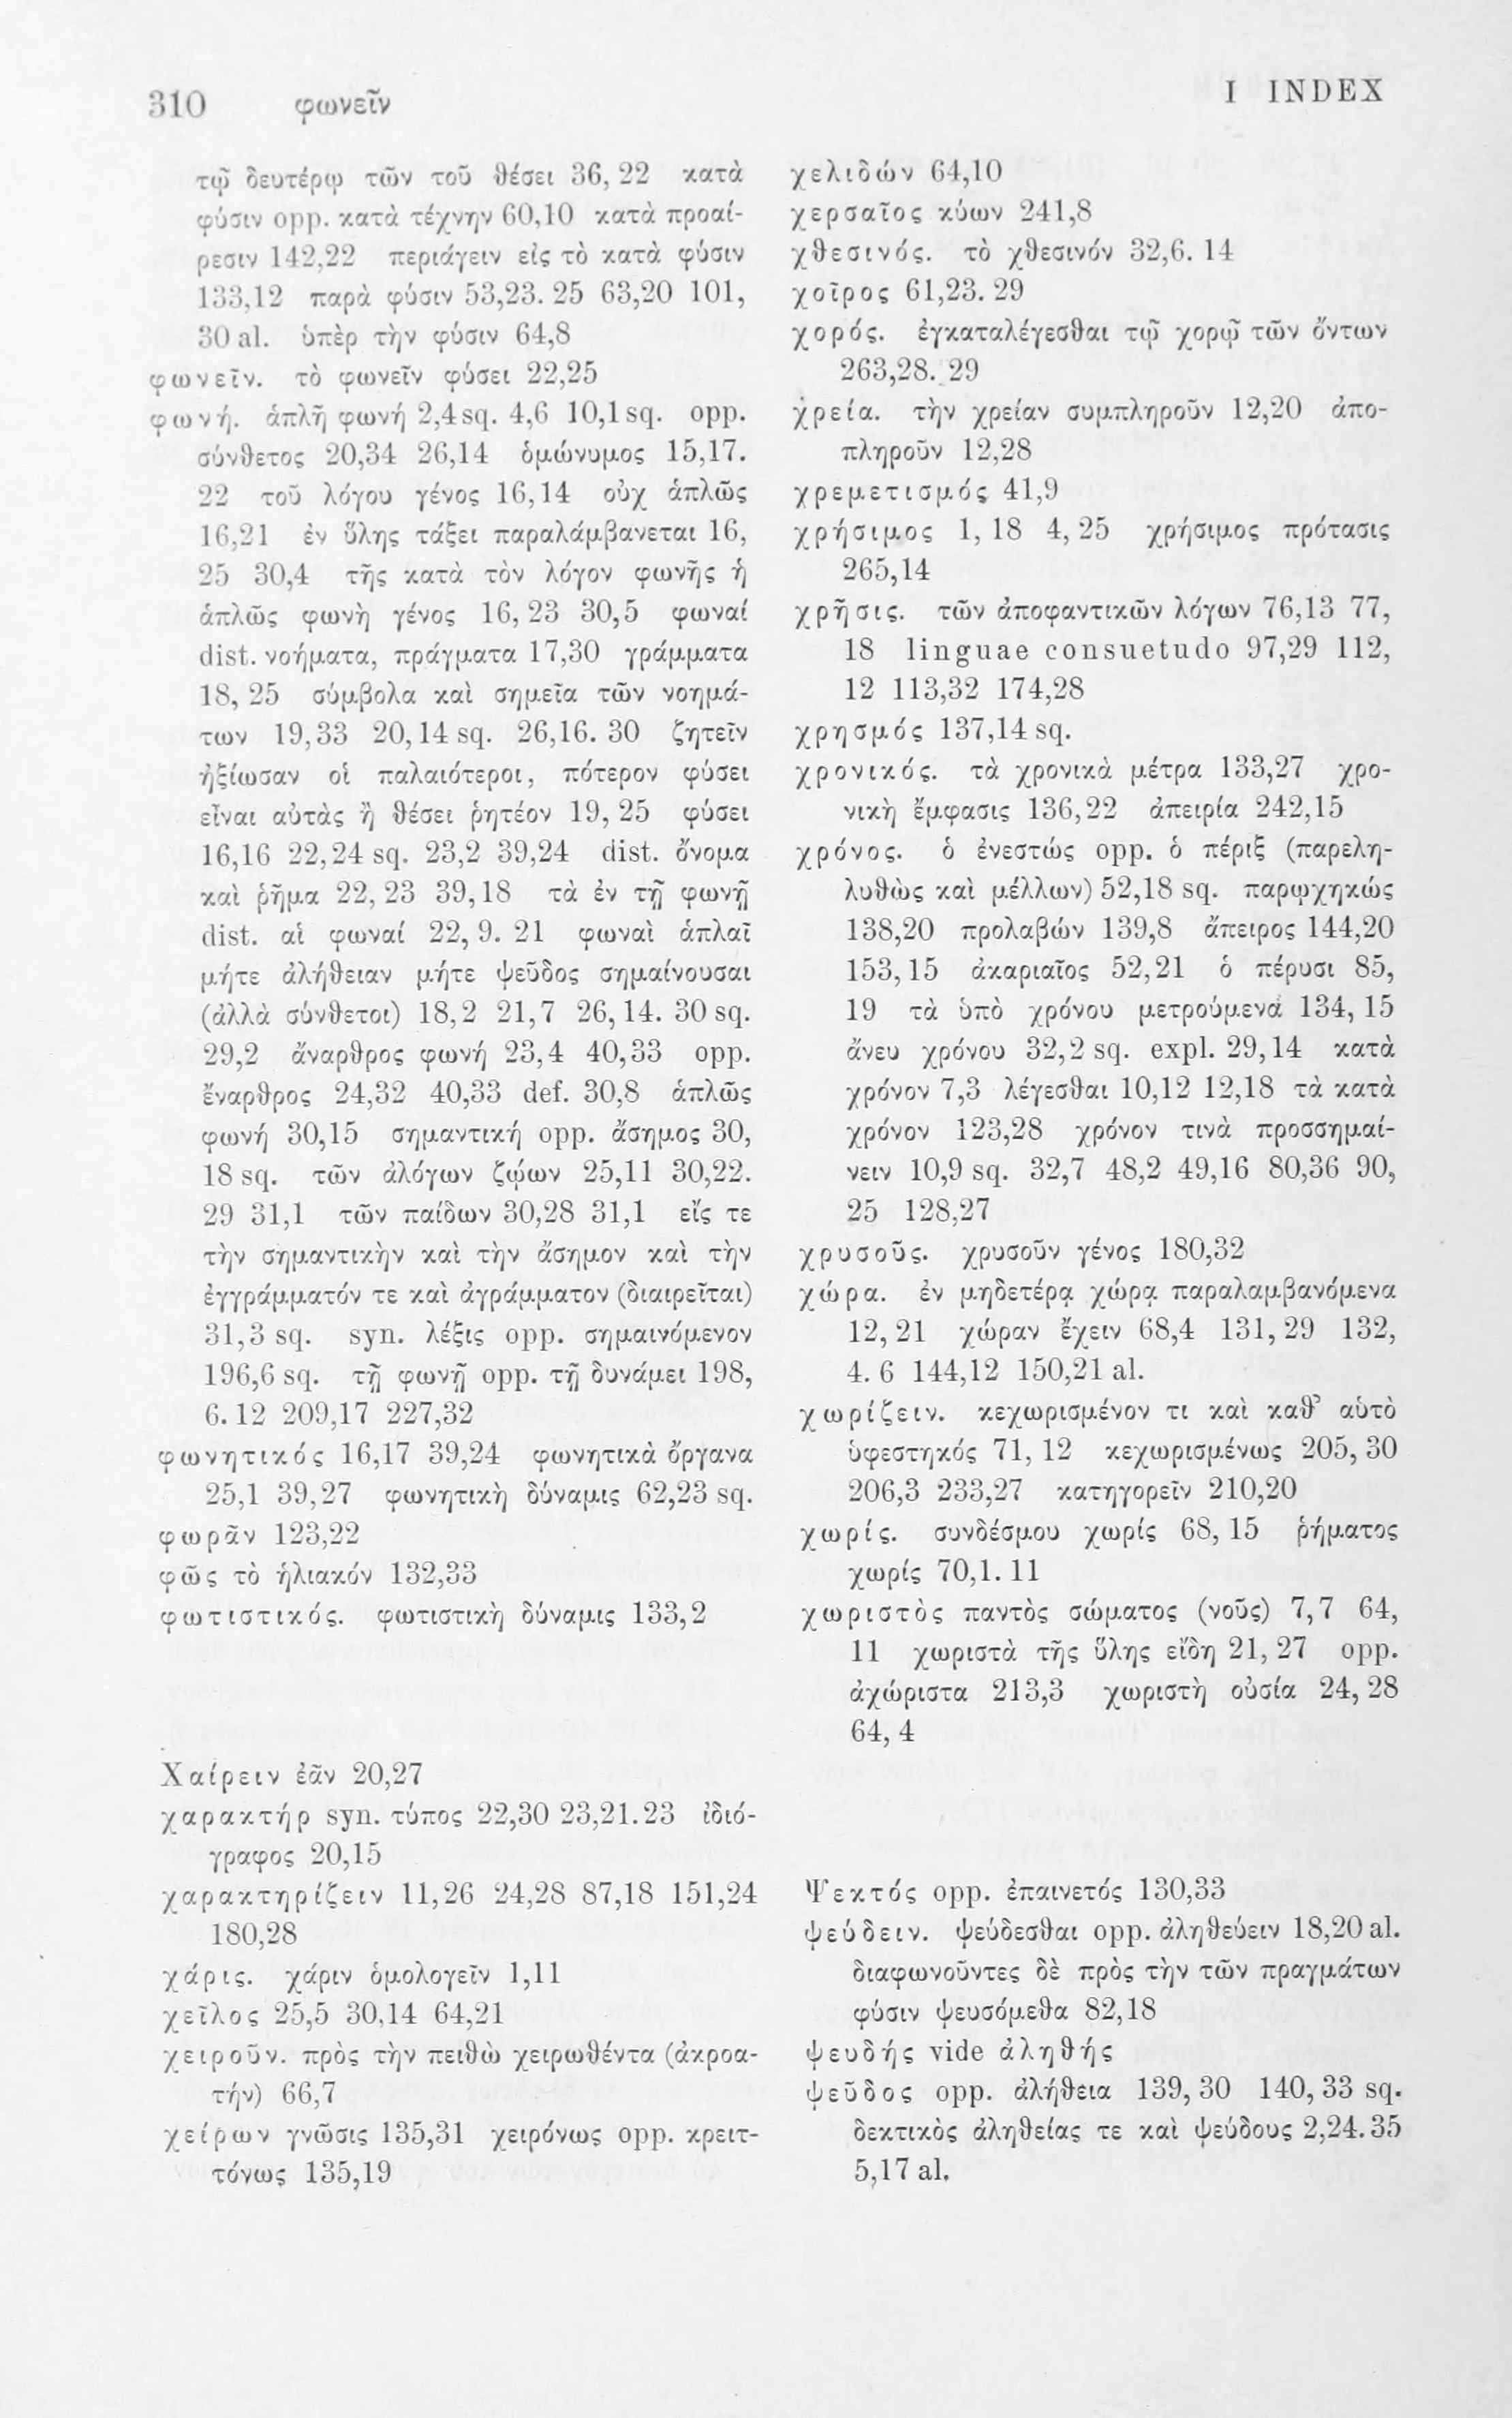 310 φωνεῖν
I INDEX
τῷ δευτέρῳ τῶν τοῦ θέσει 36, 22 κατὰ
φύσιν opp. κατὰ τέχνην 60,10 κατὰ προαί-
ρεσιν 142,22 περιάγειν εἰς τὸ κατὰ φύσιν
133,12 παρὰ φύσιν 53,23. 25 63,20 101,
30 al. ὑπὲρ τὴν φύσιν 64,8
φωνεῖν. τὸ φωνεῖν φύσει 22,25
φωνή. ἁπλῆ φωνή 2,4 sq. 4,6 10,1 sq. opp.
σύνθετος 20,34 26,14 ὁμώνυμος 15,17.
22 τοῦ λόγου γένος 16,14 οὐχ ἁπλῶς
16,21 ἐν ὕλης τάξει παραλάμβανεται 16,
25 30,4 τῆς κατὰ τὸν λόγον φωνῆς ἡ
ἁπλῶς φωνὴ γένος 16, 23 30,5 φωναί
dist. νοήματα, πράγματα 17,30 γράμματα
18, 25 σύμβολα καὶ σημεῖα τῶν νοημά-
των 19,33 20,14 sq. 26,16. 30 ζητεῖν
ἠξίωσαν οἱ παλαιότεροι, πότερον φύσει
εἶναι αὐτὰς ἢ θέσει ῥητέον 19, 25 φύσει
16,16 22,24 sq. 23,2 39,24 dist. ὄνομα
καὶ ῥῆμα 22, 23 39,18 τὰ ἐν τῇ φωνῇ
dist. αἱ φωναί 22, 9. 21 φωναὶ ἁπλαῖ
μήτε ἀλήθειαν μήτε ψεῦδος σημαίνουσαι
(ἀλλὰ σύνθετοι) 18,2 21,7 26,14. 30 sq.
29,2 ἄναρθρος φωνή 23,4 40,33 opp.
ἔναρθρος 24,32 40,33 def. 30,8 ἁπλῶς
φωνή 30,15 σημαντική opp. ἄσημος 30,
18 sq. τῶν ἀλόγων ζῴων 25,11 30,22.
29 31,1 τῶν παίδων 30,28 31,1 εἴς τε
τὴν σημαντικὴν καὶ τὴν ἄσημον καὶ τὴν
ἐγγράμματόν τε καὶ ἀγράμματον (διαιρεῖται)
31,3 sq. syn. λέξις opp. σημαινόμενον
196,6 sq. τῇ φωνῇ opp. τῇ δυνάμει 198,
6. 12 209,17 227,32
φωνητικός 16,17 39,24 φωνητικὰ ὄργανα
25,1 39,27 φωνητικὴ δύναμις 62,23 sq.
φωρᾶν 123,22
φῶς τὸ ἡλιακόν 132,33
φωτιστικός. φωτιστικὴ δύναμις 133,2
Χαίρειν ἐᾶν 20,27
χαρακτήρ syn. τύπος 22,30 23,21. 23 ἰδιό-
γραφος 20,15
χαρακτηρίζειν 11,26 24,28 87,18 151,24
180,28
χάρις. χάριν ὁμολογεῖν 1,11
χεῖλος 25,5 30,14 64,21
χειροῦν. πρὸς τὴν πειθὼ χειρωθέντα (ἀκροα-
τήν) 66,7
χείρων γνῶσις 135,31 χειρόνως opp. κρειτ-
τόνως 135,19
χελιδών 64,10
χερσαῖος κύων 241,8
χθεσινός. τὸ χθεσινόν 32,6. 14
χοῖρος 61,23. 29
χορός. ἐγκαταλέγεσθαι τῷ χορῷ τῶν ὄντων
263,28. 29
χρεία. τὴν χρείαν συμπληροῦν 12,20 ἀπο-
πληροῦν 12,28
χρεμετισμός 41,9
χρήσιμος 1, 18 4, 25 χρήσιμος πρότασις
265,14
χρῆσις. τῶν ἀποφαντικῶν λόγων 76,13 77,
18 linguae consuetudo 97,29 112,
12 113,32 174,28
χρησμός 137,14 sq.
χρονικός. τὰ χρονικὰ μέτρα 133,27 χρο-
νικὴ ἔμφασις 136,22 ἀπειρία 242,15
χρόνος. ὁ ἐνεστώς opp. ὁ πέριξ (παρελη-
λυθὼς καὶ μέλλων) 52,18 sq. παρῳχηκώς
138,20 προλαβών 139,8 ἄπειρος 144,20
153,15 ἀκαριαῖος 52,21 ὁ πέρυσι 85,
19 τὰ ὑπὸ χρόνου μετρούμενα 134, 15
ἄνευ χρόνου 32,2 sq. expl. 29,14 κατὰ
χρόνον 7,3 λέγεσθαι 10,12 12,18 τὰ κατὰ
χρόνον 123,28 χρόνον τινὰ προσσημαί-
νειν 10,9 sq. 32,7 48,2 49,16 80,36 90,
25 128,27
χρυσοῦς. χρυσοῦν γένος 180,32
χώρα. ἐν μηδετέρᾳ χώρᾳ παραλαμβανόμενα
12,21 χώραν ἔχειν 68,4 131,29 132,
4. 6 144,12 150,21 al.
χωρίζειν. κεχωρισμένον τι καὶ καθ’ αὑτὸ
ὑφεστηκός 71, 12 κεχωρισμένως 205, 30
206,3 233,27 κατηγορεῖν 210,20
χωρίς. συνδέσμου χωρίς 68, 15 ῥήματος
χωρίς 70,1. 11
χωριστὸς παντὸς σώματος (νοῦς) 7,7 64,
11 χωριστὰ τῆς ὕλης εἴδη 21, 27 opp.
ἀχώριστα 213,3 χωριστὴ οὐσία 24, 28
64, 4
Ψεκτός opp. ἐπαινετός 130,33
ψεύδειν. ψεύδεσθαι opp. ἀληθεύειν 18,20 al.
διαφωνοῦντες δὲ πρὸς τὴν τῶν πραγμάτων
φύσιν ψευσόμεθα 82,18
ψευδής vide ἀληθής
ψεῦδος opp. ἀλήθεια 139, 30 140, 33 sq.
δεκτικὸς ἀληθείας τε καὶ ψεύδους 2,24. 35
5,17 al.